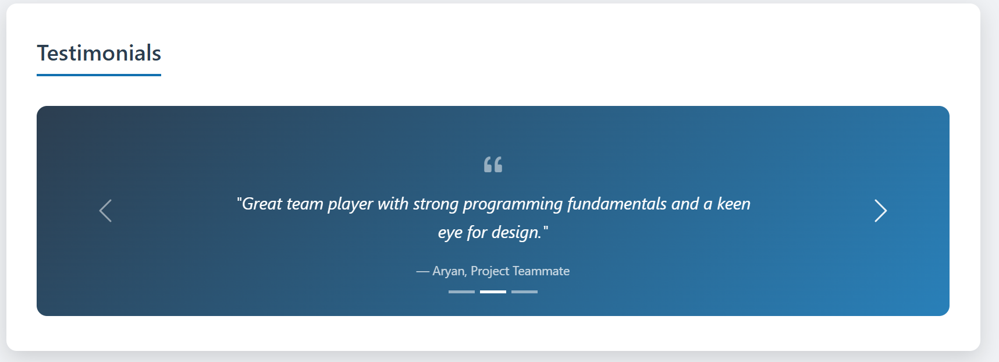 Testimonials
"Great team player with strong programming fundamentals and a keen
eye for design."
— Aryan, Project Teammate